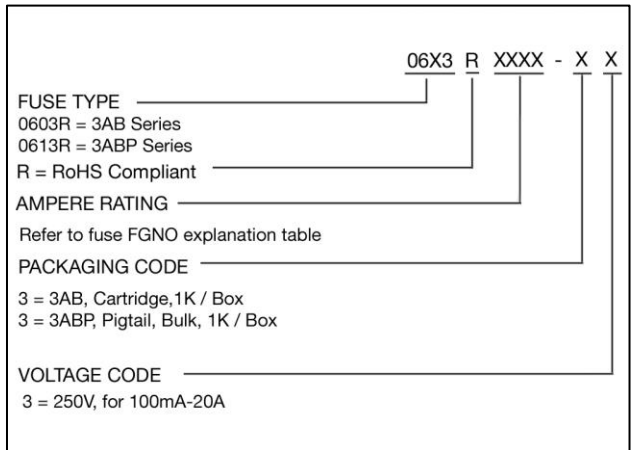 06X3 R XXXX - X X
FUSE TYPE
0603R = 3AB Series
0613R = 3ABP Series
R = RoHS Compliant
AMPERE RATING
Refer to fuse FGNO explanation table
PACKAGING CODE
3 = 3AB, Cartridge,1K / Box
3 = 3ABP, Pigtail, Bulk, 1K / Box
VOLTAGE CODE
3 = 250V, for 100mA-20A